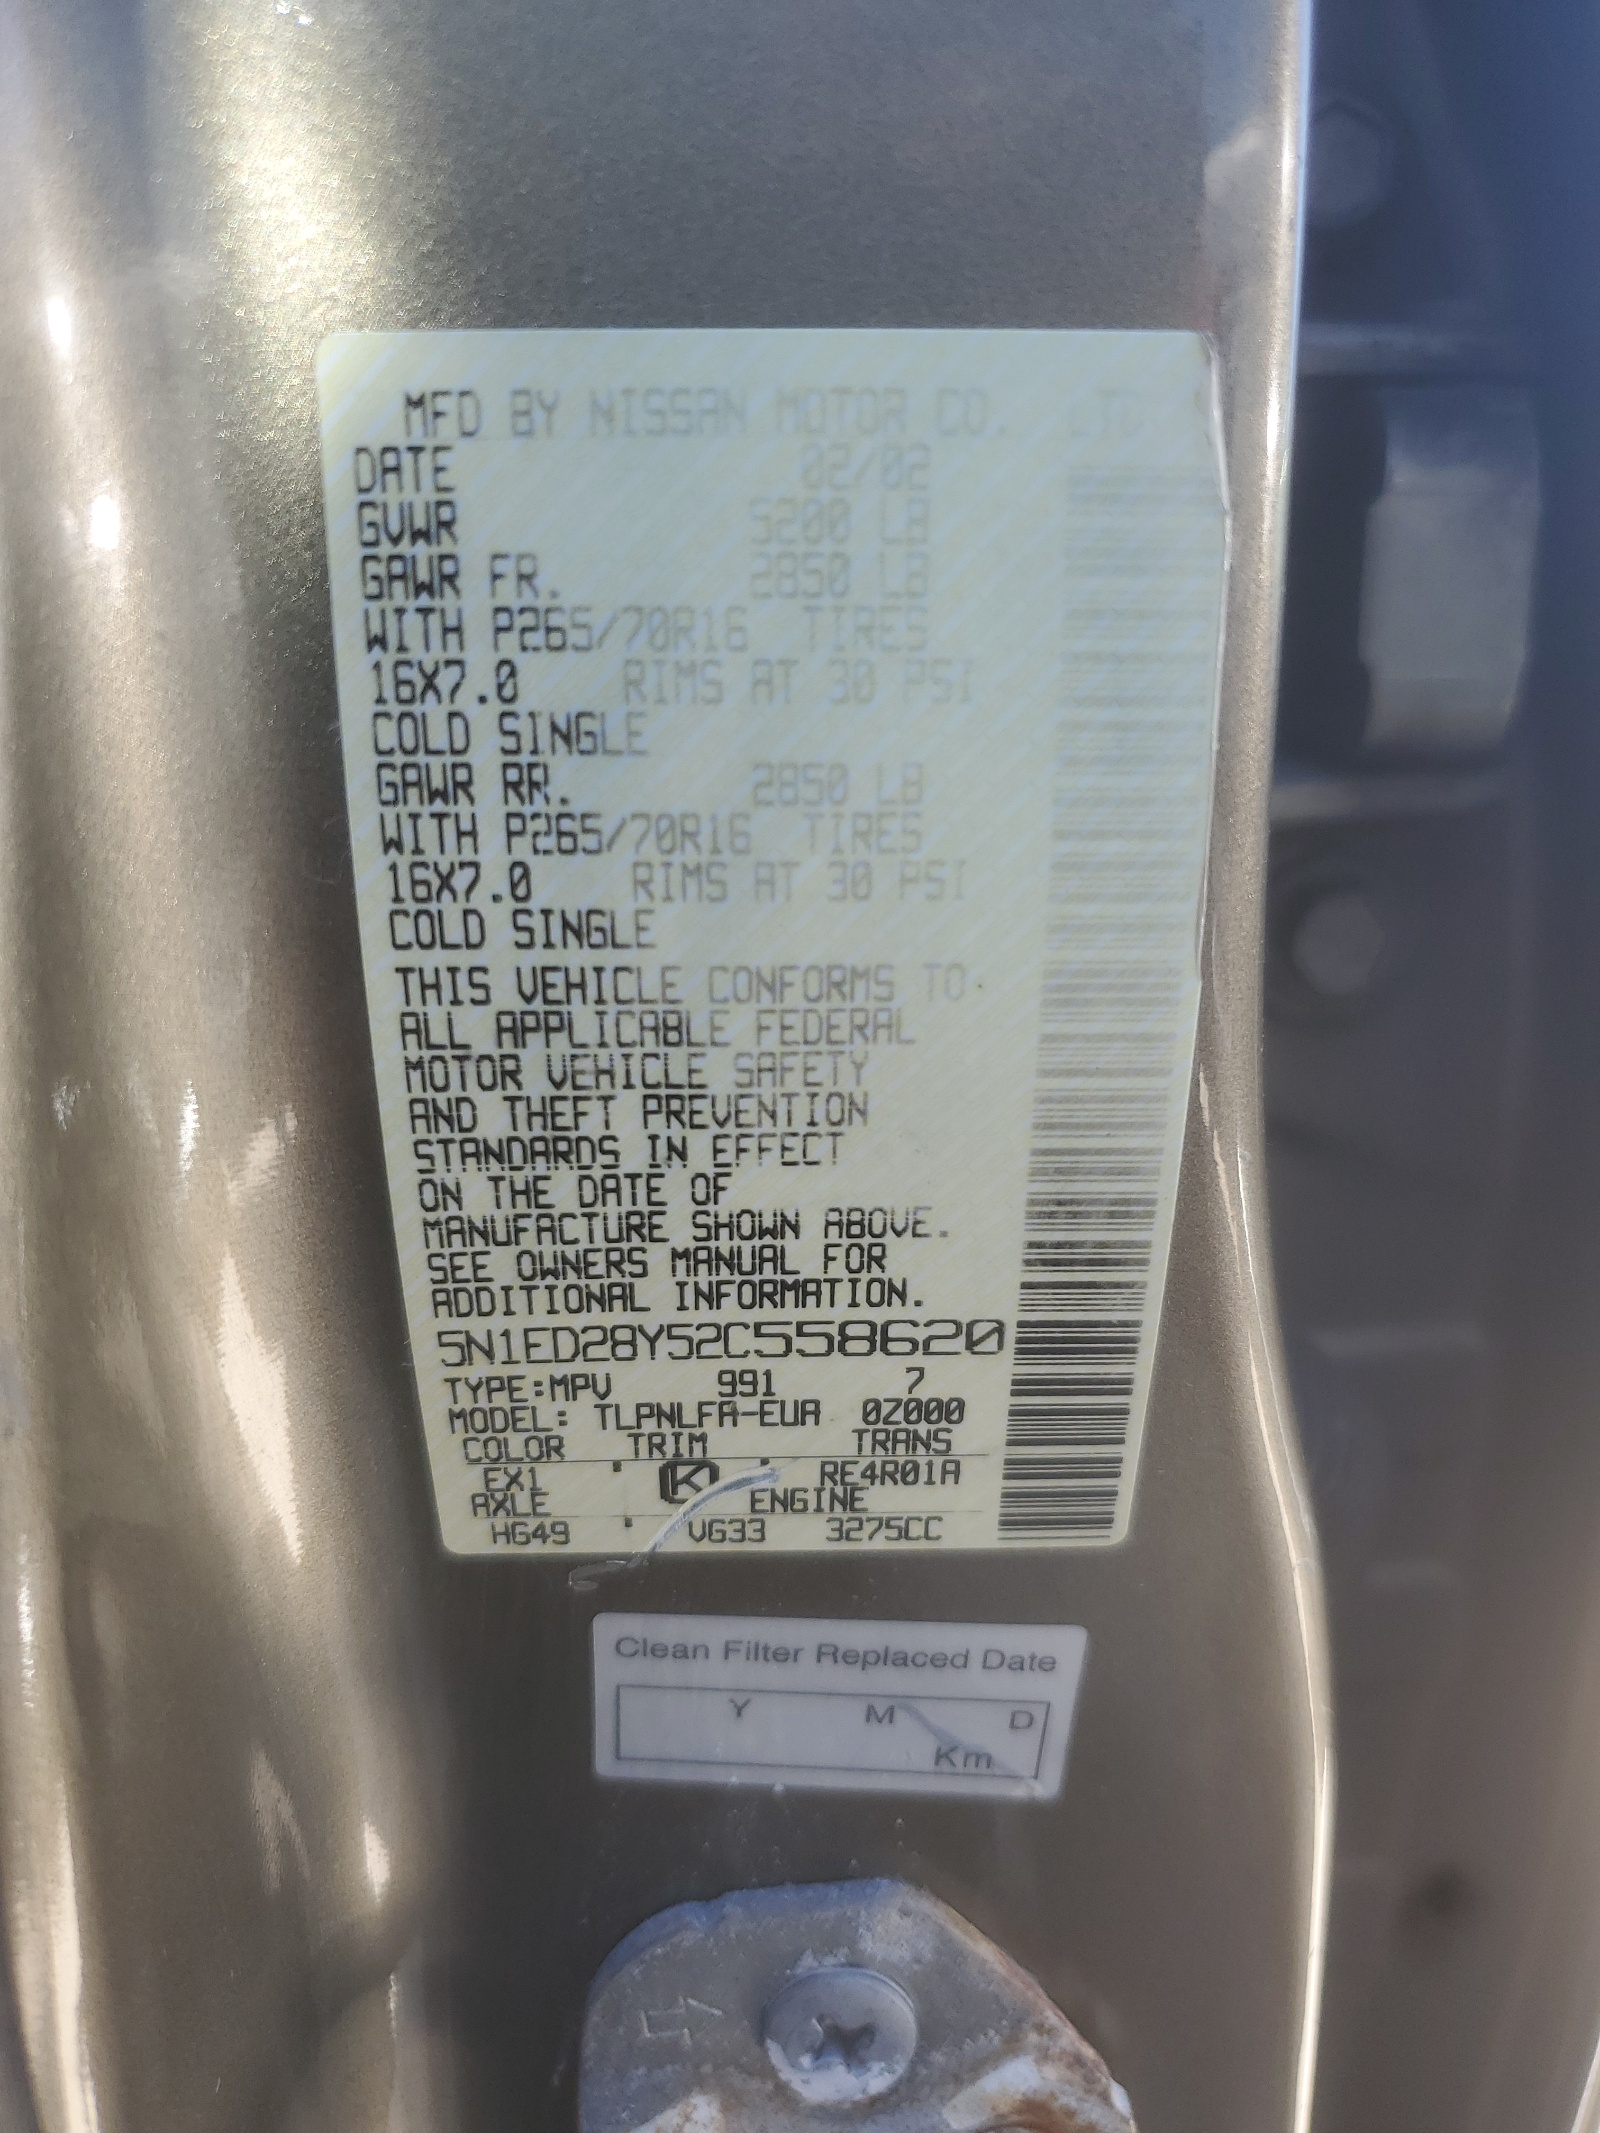 MFD BY NISSAN MOTOR CO.
DATE 02/02
GVWR 5200 LB
GAWR FR. 2850 LB
WITH P265/70R16 TIRES
16X7.0 RIMS AT 30 PSI
COLD SINGLE
GAWR RR. 2850 LB
WITH P265/70R16 TIRES
16X7.0 RIMS AT 30 PSI
COLD SINGLE
THIS VEHICLE CONFORMS TO
ALL APPLICABLE FEDERAL
MOTOR VEHICLE SAFETY
AND THEFT PREVENTION
STANDARDS IN EFFECT
ON THE DATE OF
MANUFACTURE SHOWN ABOVE.
SEE OWNERS MANUAL FOR
ADDITIONAL INFORMATION.
5N1ED28Y52C558620
TYPE:MPV 991 7
MODEL: TLPNLFA-EUA 0Z000
COLOR TRIM TRANS
EX1 K RE4R01A
AXLE ENGINE
HG49 VG33 3275CC
Clean Filter Replaced Date
Y M D
Km